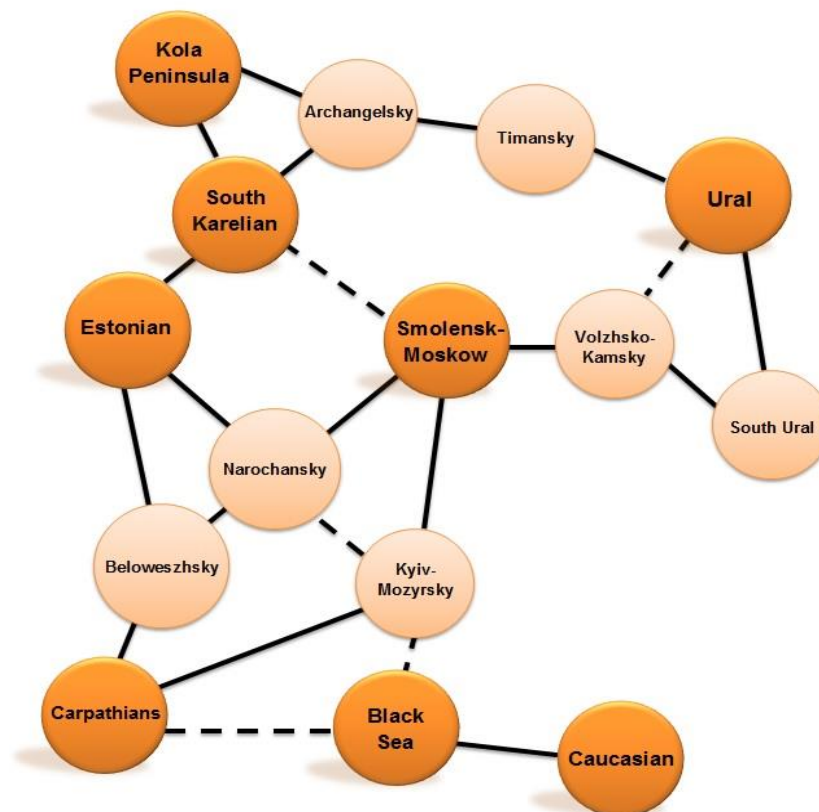 Kola
Peninsula
Archangelsky
Timansky
South
Karelian
Ural
Estonian
Smolensk-
Moskow
Volzhsko-
Kamsky
South Ural
Narochansky
Beloweszhsky
Kyiv-
Mozyrsky
Carpathians
Black
Sea
Caucasian